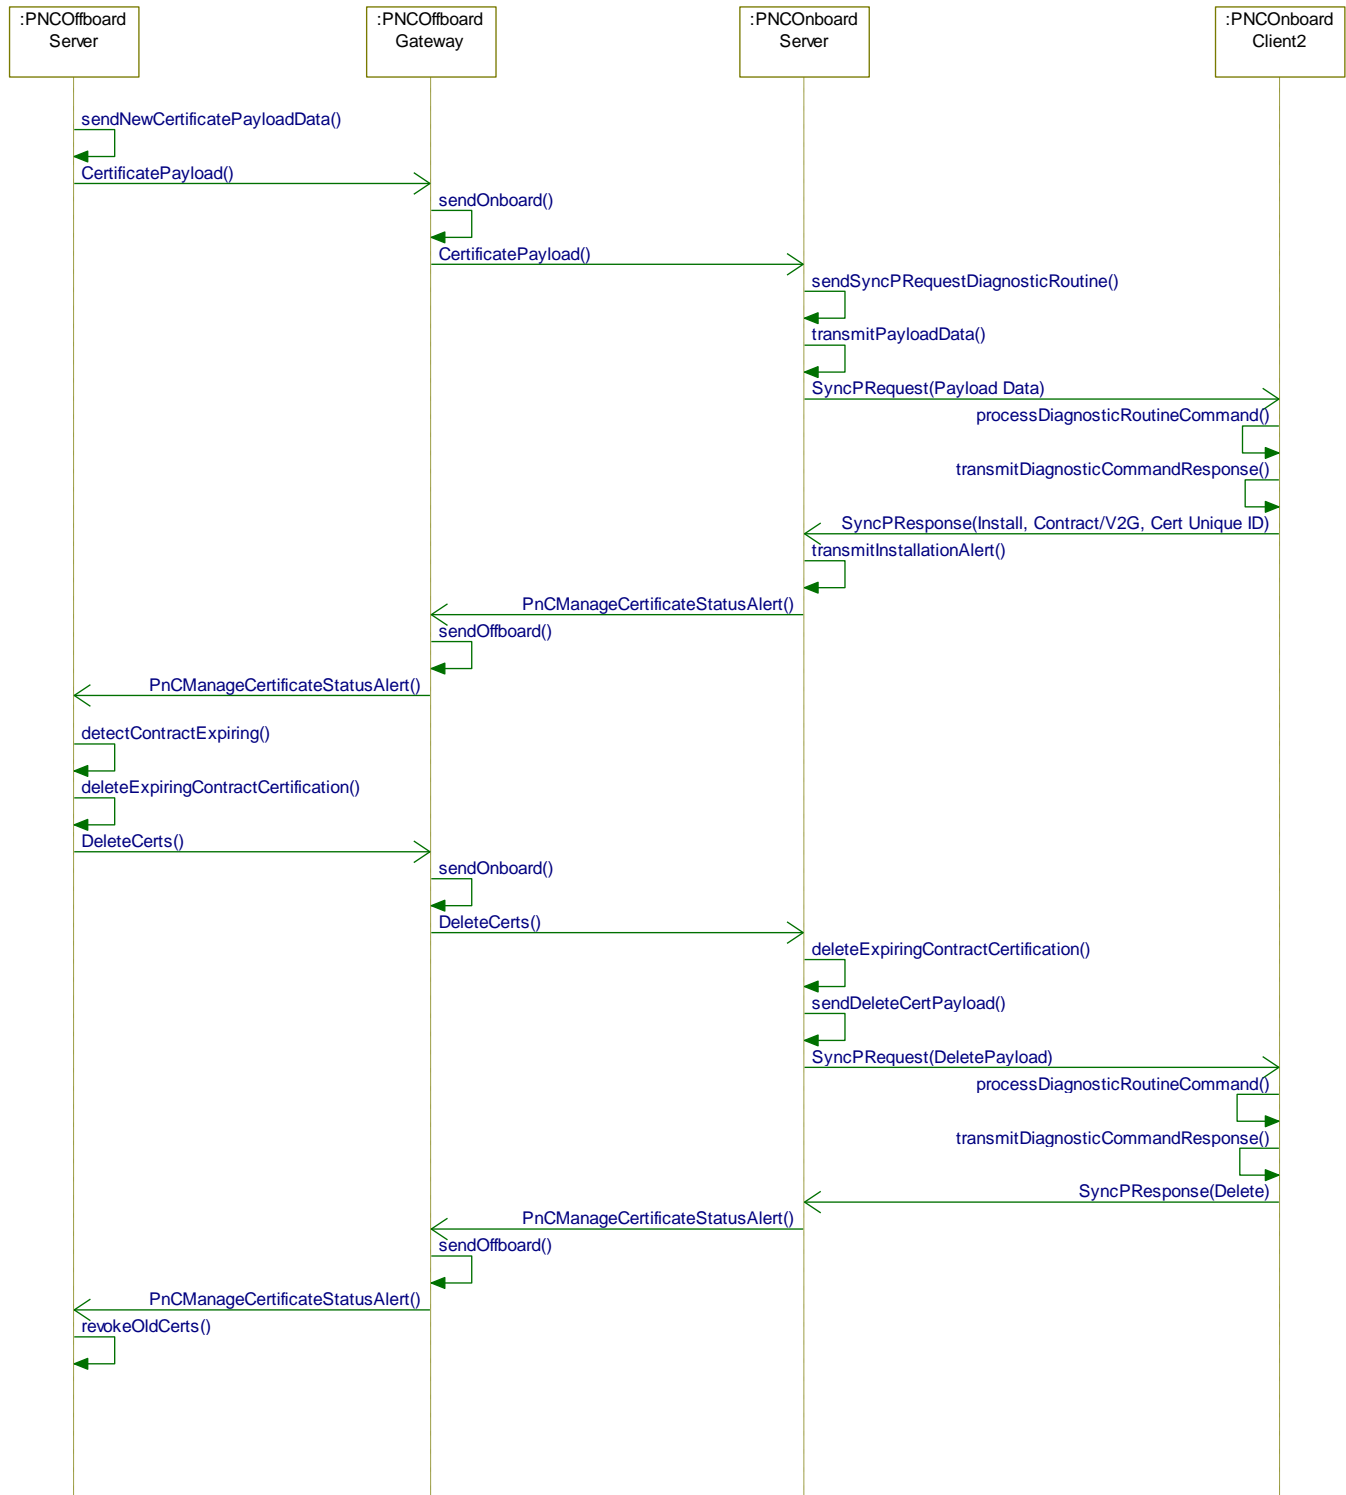 :PNCOffboard
Server
:PNCOffboard
Gateway
:PNCOnboard
Server
:PNCOnboard
Client2
sendNewCertificatePayloadData()
CertificatePayload()
sendOnboard()
CertificatePayload()
sendSyncPRequestDiagnosticRoutine()
transmitPayloadData()
SyncPRequest(Payload Data)
processDiagnosticRoutineCommand()
transmitDiagnosticCommandResponse()
SyncPResponse(Install, Contract/V2G, Cert Unique ID)
transmitInstallationAlert()
PnCManageCertificateStatusAlert()
sendOffboard()
PnCManageCertificateStatusAlert()
detectContractExpiring()
deleteExpiringContractCertification()
DeleteCerts()
sendOnboard()
DeleteCerts()
deleteExpiringContractCertification()
sendDeleteCertPayload()
SyncPRequest(DeletePayload)
processDiagnosticRoutineCommand()
transmitDiagnosticCommandResponse()
SyncPResponse(Delete)
PnCManageCertificateStatusAlert()
sendOffboard()
PnCManageCertificateStatusAlert()
revokeOldCerts()